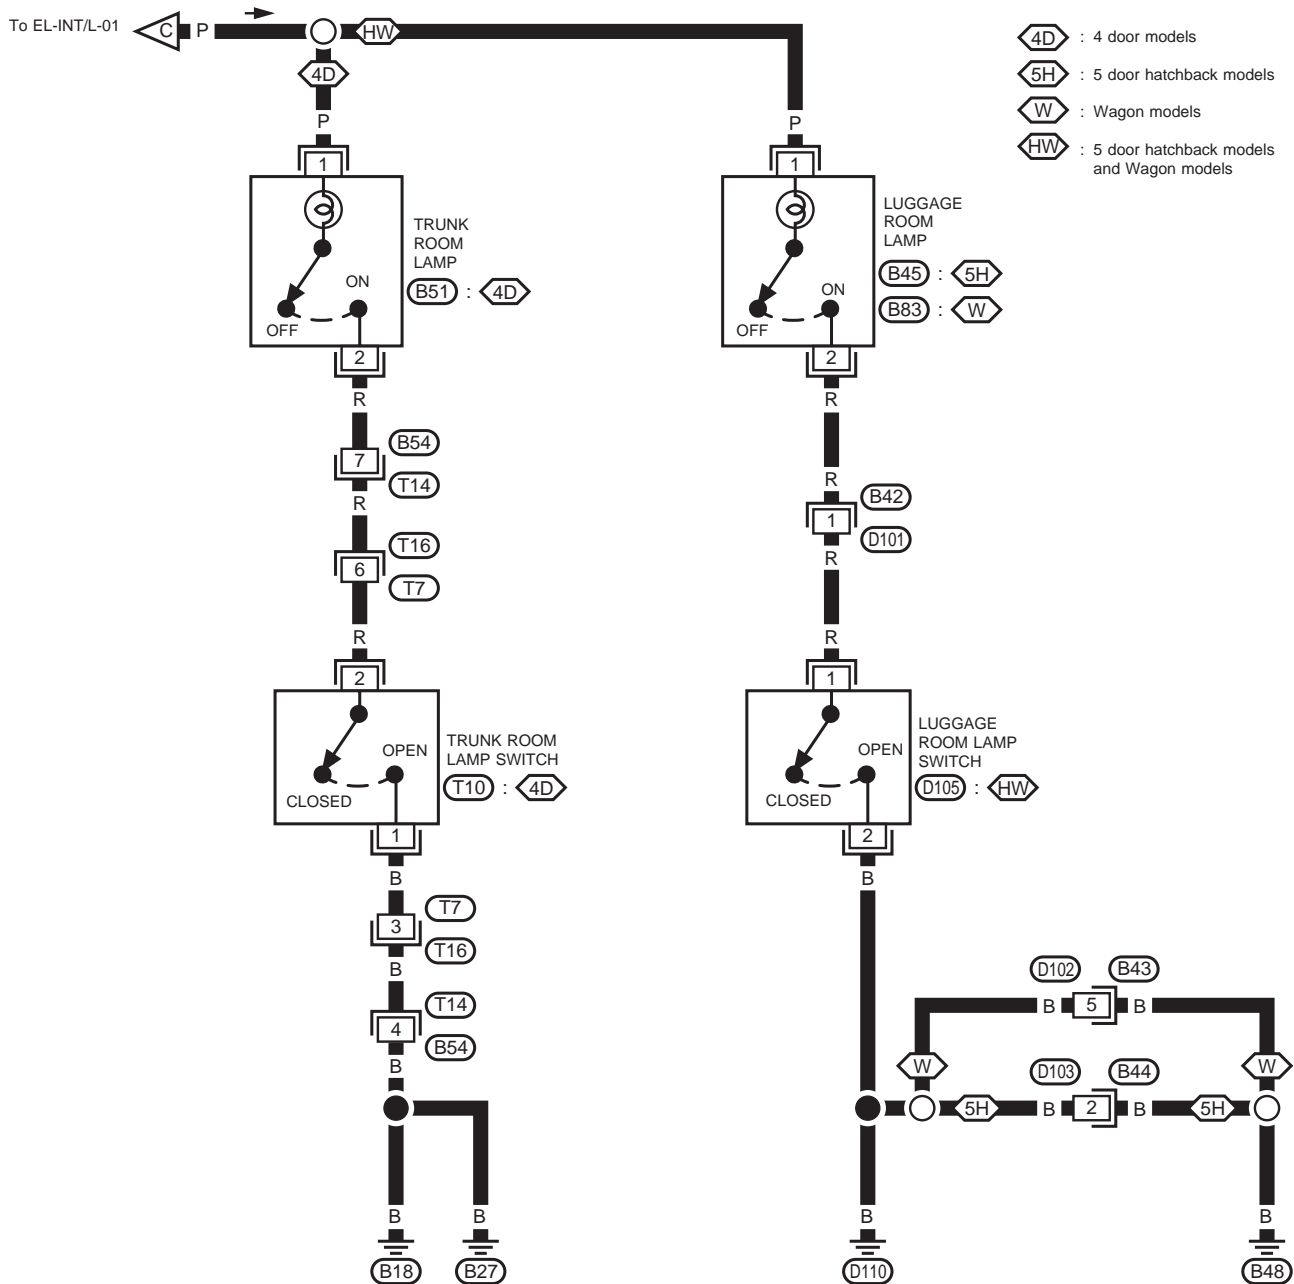 To EL-INT/L-01 C P HW
4D : 4 door models
5H : 5 door hatchback models
W : Wagon models
HW : 5 door hatchback models
and Wagon models
4D
P
1
TRUNK
ROOM
LAMP
B51 : 4D
ON
OFF
2
R
7
B54
T14
R
T16
6
T7
R
2
TRUNK ROOM
LAMP SWITCH
T10 : 4D
OPEN
CLOSED
1
B
T7
3
T16
B
T14
4
B54
B
B
B
B18
B27
P
1
LUGGAGE
ROOM
LAMP
B45 : 5H
B83 : W
ON
OFF
2
R
R
B42
1
D101
R
R
1
LUGGAGE
ROOM LAMP
SWITCH
D105 : HW
OPEN
CLOSED
2
B
D102 B43
B 5 B
W W
D103 B44
5H B 2 B 5H
B
B
D110
B48